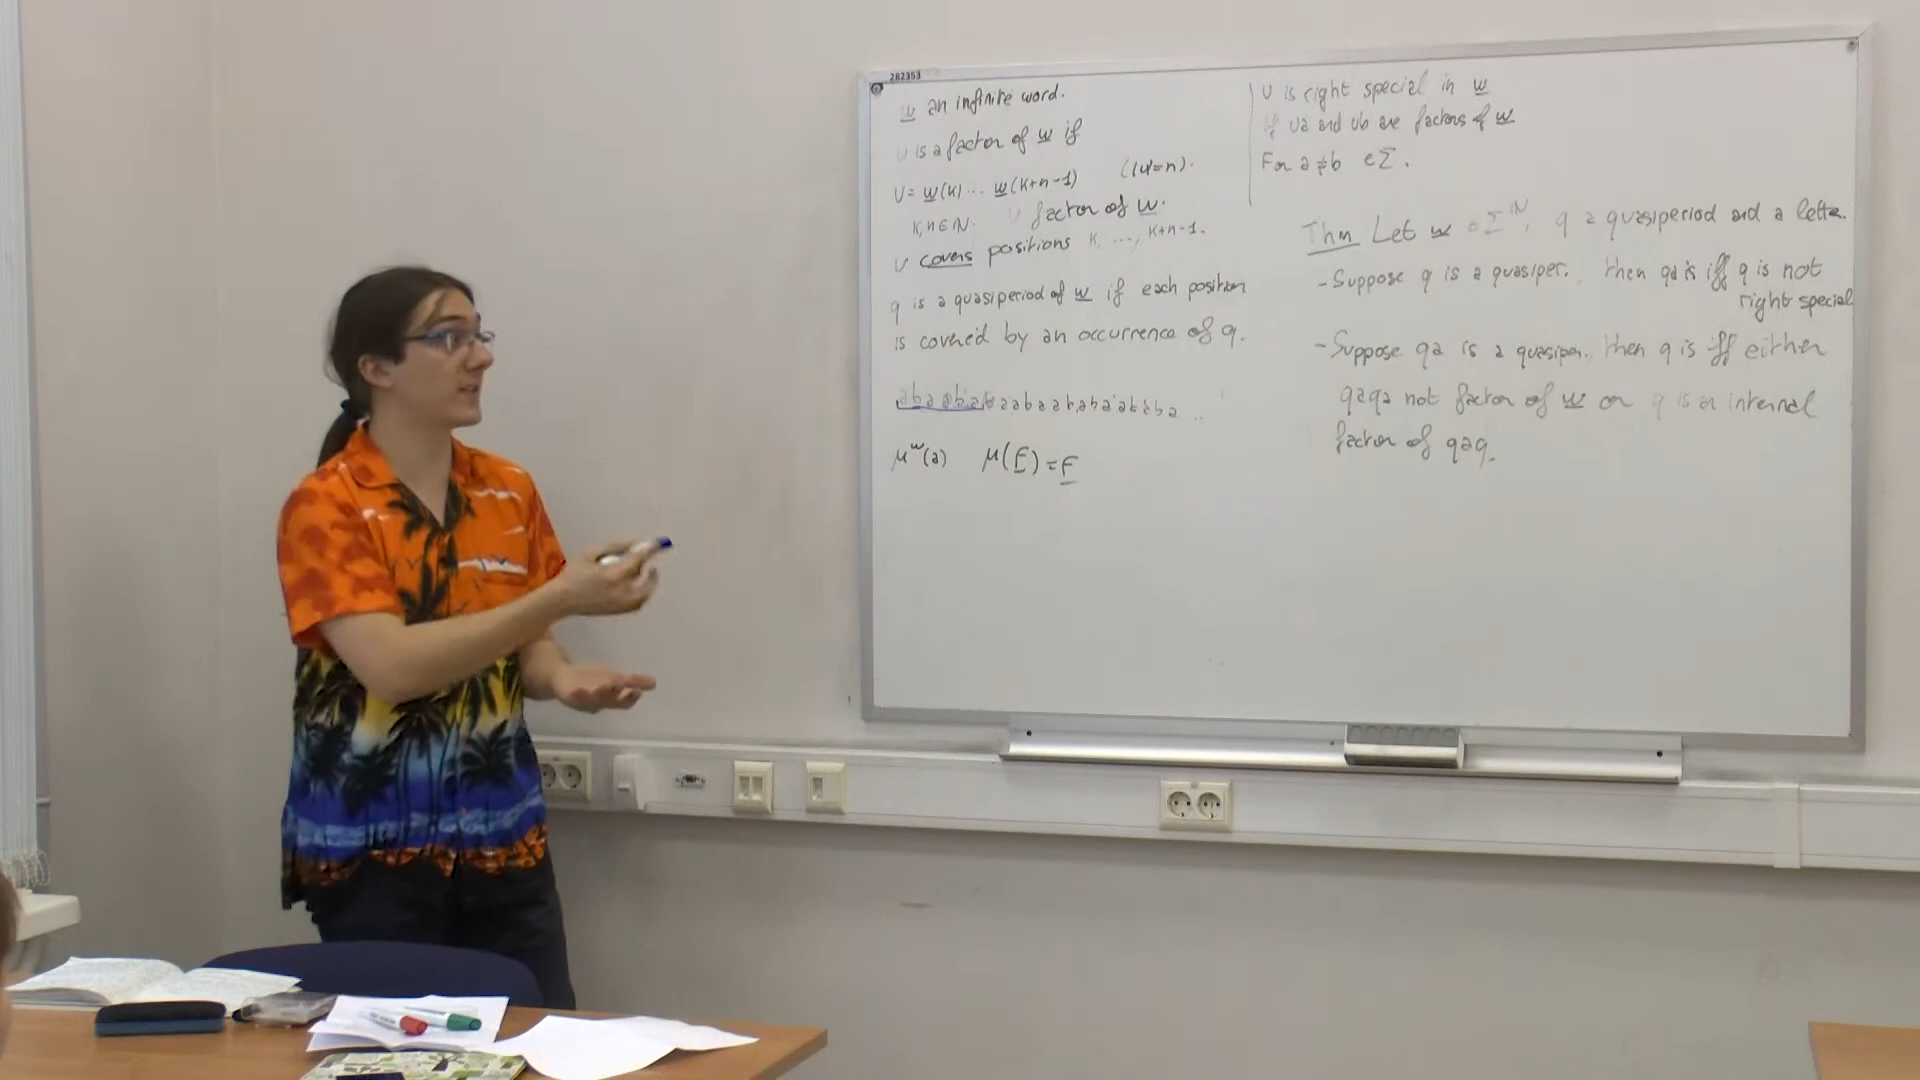 282353
w an infinite word.
U is a factor of w if
U = w(k) ... w(k+n-1) (|U|=n).
k, n ∈ ℕ. U factor of w.
U covers positions k, ..., k+n-1.
q is a quasiperiod of w if each position
is covered by an occurrence of q.
μ^ω(a) μ(F) = F
U is right special in w
if Ua and Ub are factors of w
For a ≠ b ∈ Σ.
Thm Let w ∈ Σ^ℕ, q a quasiperiod and a letter.
- Suppose q is a quasiper. then qa is iff q is not
right special
- Suppose qa is a quasiper. then q is iff either
qaqa not factor of w or q is an internal
factor of qaq.